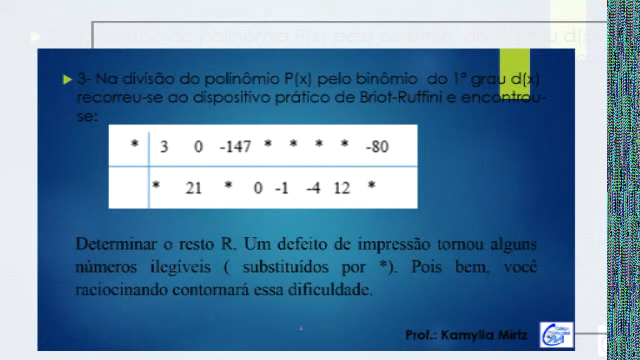 3- Na divisão do polinômio P(x) pelo binômio do 1º grau d(x)
recorreu-se ao dispositivo prático de Briot-Ruffini e encontrou-
se:
* 3 0 -147 * * * * -80
* 21 * 0 -1 -4 12 *
Determinar o resto R. Um defeito de impressão tornou alguns
números ilegíveis ( substituídos por *). Pois bem, você
raciocinando contornará essa dificuldade.
Prof.: Kamylla Mirtz